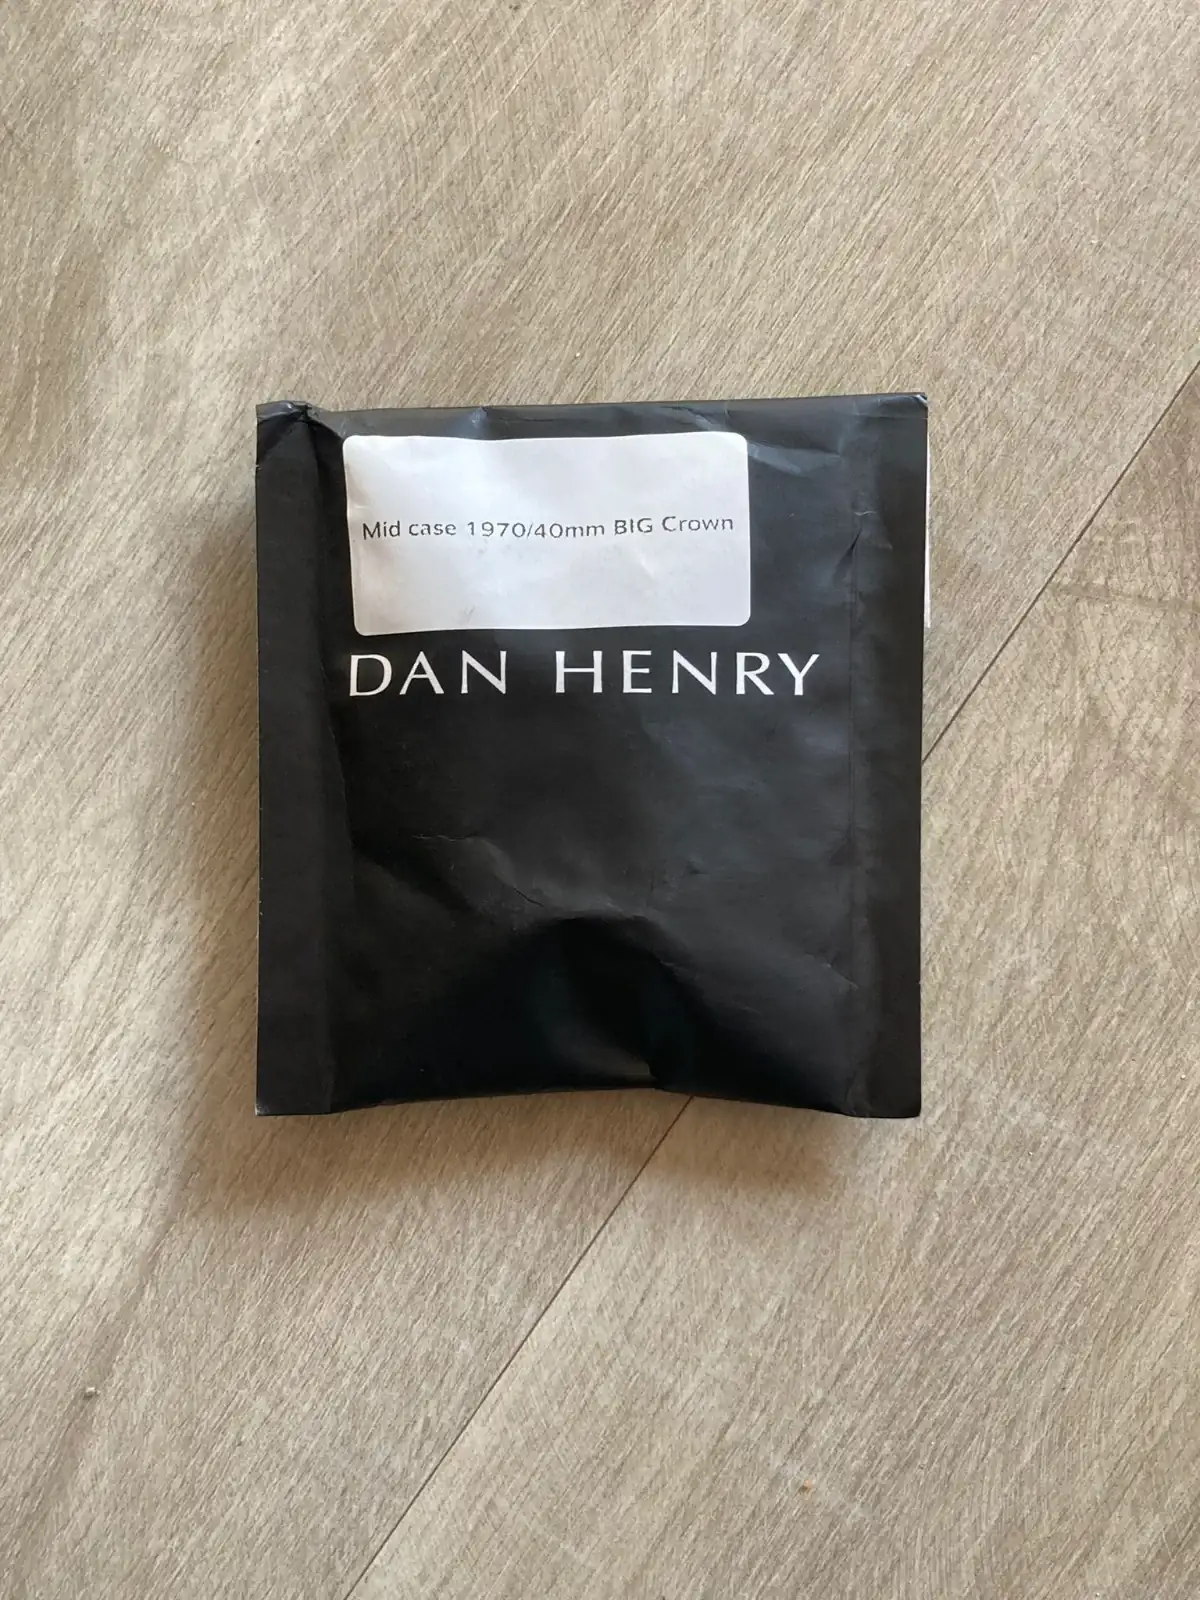 Mid case 1970/40mm BIG Crown
DAN HENRY